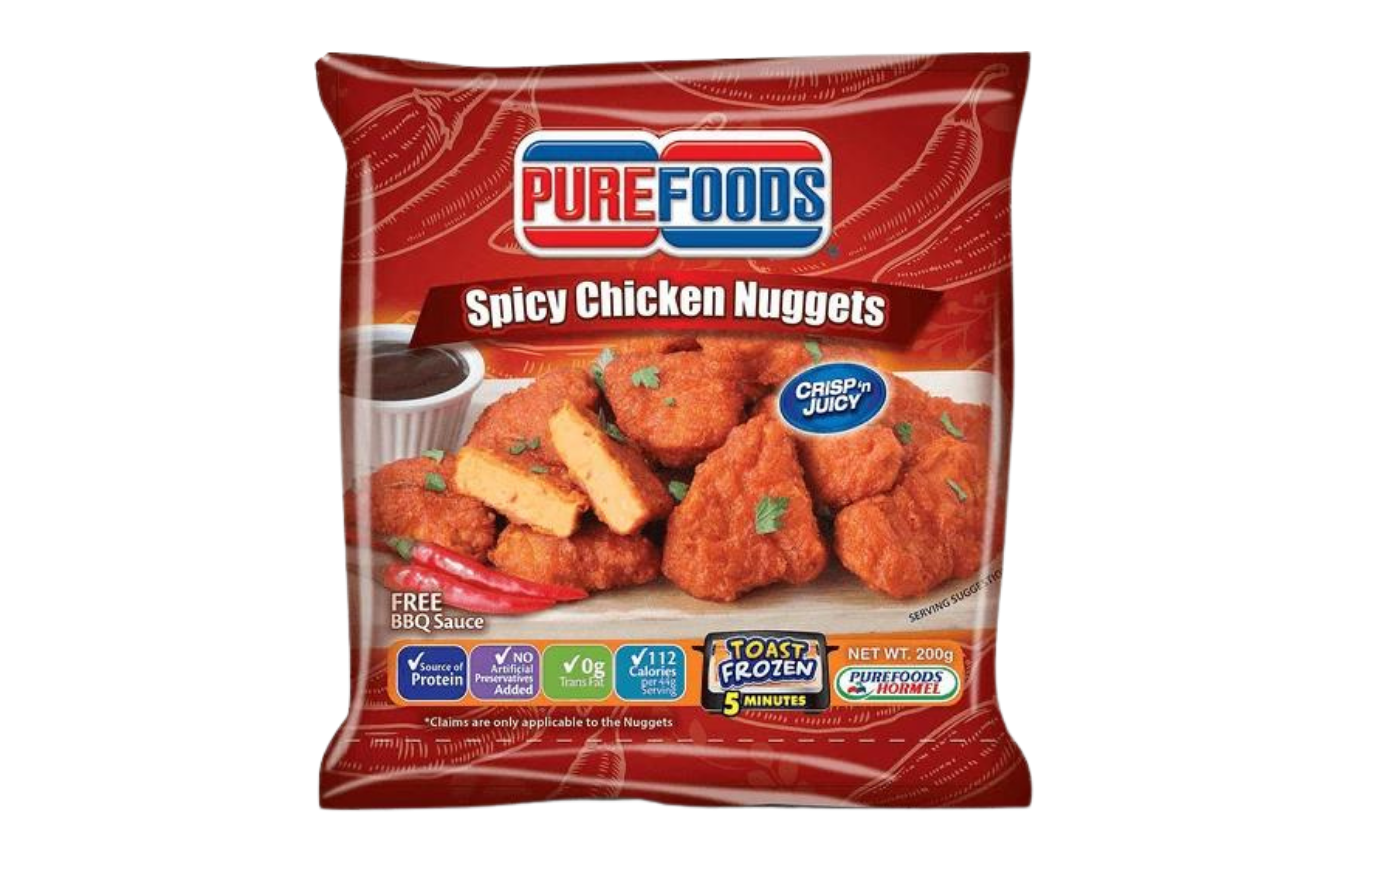 PUREFOODS
Spicy Chicken Nuggets
CRISP 'n
JUICY
SERVING SUGGESTIO
FREE
BBQ Sauce
Source of
Protein
NO
Artificial
Preservatives
Added
0g
Trans Fat
112
Calories
per 44g
Serving
TOAST
FROZEN
5 MINUTES
NET WT. 200g
PUREFOODS
HORMEL
*Claims are only applicable to the Nuggets